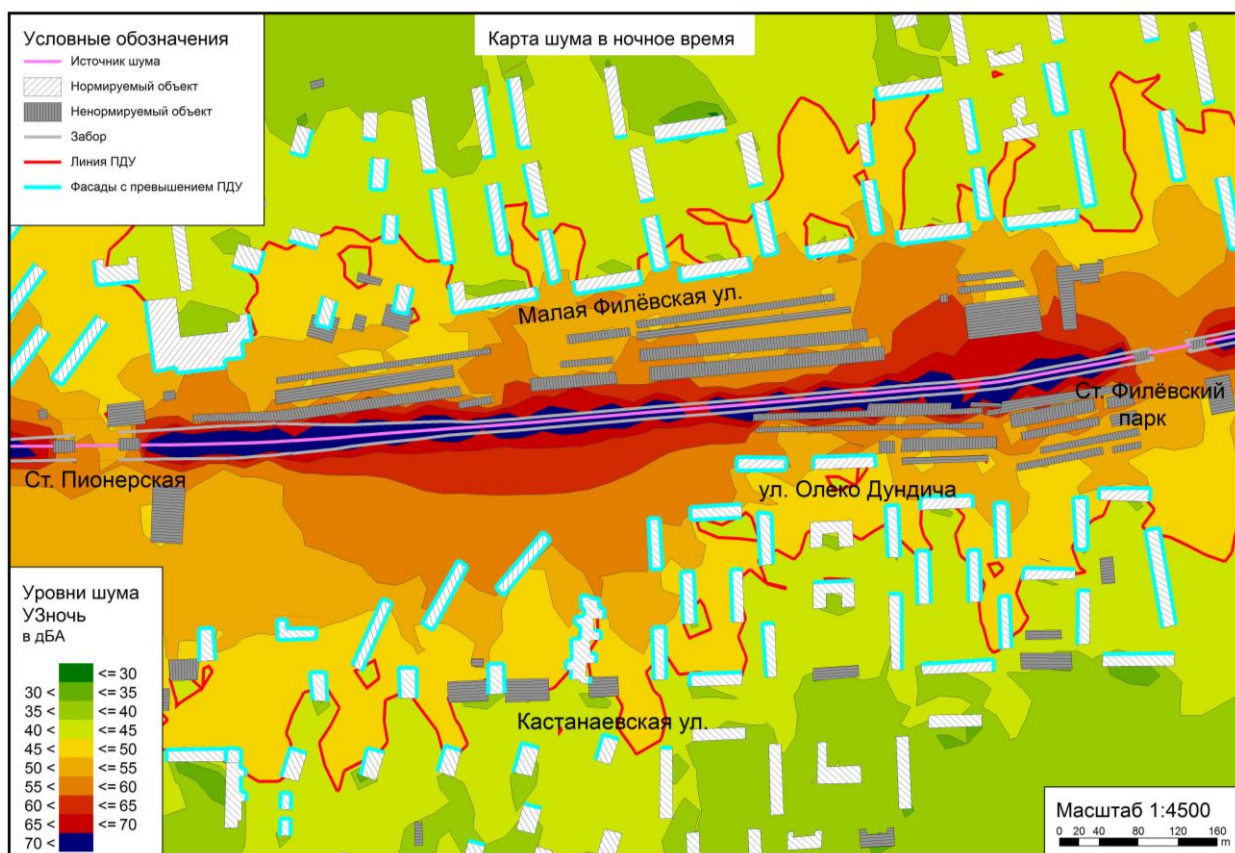 Карта шума в ночное время
Условные обозначения
Источник шума
Нормируемый объект
Ненормируемый объект
Забор
Линия ПДУ
Фасады с превышением ПДУ
Малая Филёвская ул.
Ст. Филёвский
парк
Ст. Пионерская
ул. Олеко Дундича
Кастанаевская ул.
Уровни шума
УЗночь
в дБА
<= 30
30 < <= 35
35 < <= 40
40 < <= 45
45 < <= 50
50 < <= 55
55 < <= 60
60 < <= 65
65 < <= 70
70 <
Масштаб 1:4500
0 20 40 80 120 160
m